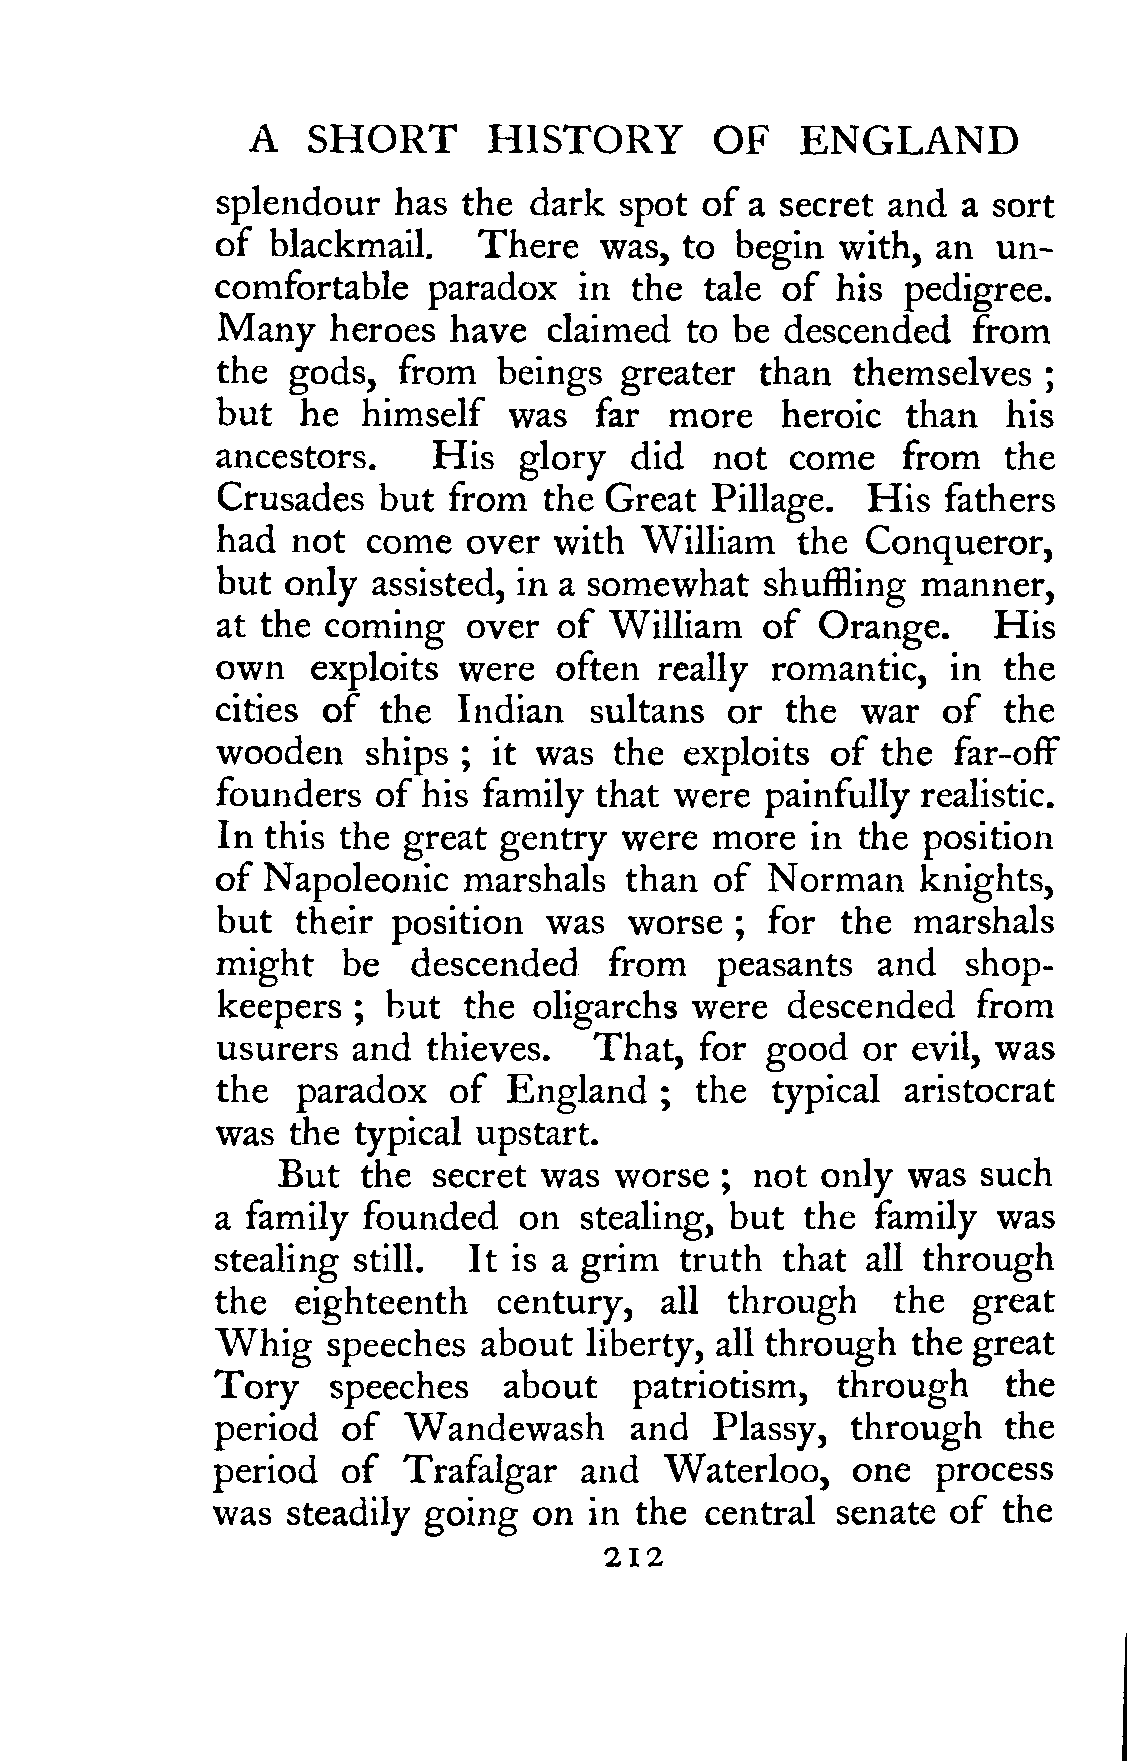 A SHORT HISTORY OF ENGLAND
splendour has the dark spot of a secret and a sort
of blackmail. There was, to begin with, an un-
comfortable paradox in the tale of his pedigree.
Many heroes have claimed to be descended from
the gods, from beings greater than themselves ;
but he himself was far more heroic than his
ancestors. His glory did not come from the
Crusades but from the Great Pillage. His fathers
had not come over with William the Conqueror,
but only assisted, in a somewhat shuffling manner,
at the coming over of William of Orange. His
own exploits were often really romantic, in the
cities of the Indian sultans or the war of the
wooden ships ; it was the exploits of the far-off
founders of his family that were painfully realistic.
In this the great gentry were more in the position
of Napoleonic marshals than of Norman knights,
but their position was worse ; for the marshals
might be descended from peasants and shop-
keepers ; but the oligarchs were descended from
usurers and thieves. That, for good or evil, was
the paradox of England ; the typical aristocrat
was the typical upstart.
But the secret was worse ; not only was such
a family founded on stealing, but the family was
stealing still. It is a grim truth that all through
the eighteenth century, all through the great
Whig speeches about liberty, all through the great
Tory speeches about patriotism, through the
period of Wandewash and Plassy, through the
period of Trafalgar and Waterloo, one process
was steadily going on in the central senate of the
212